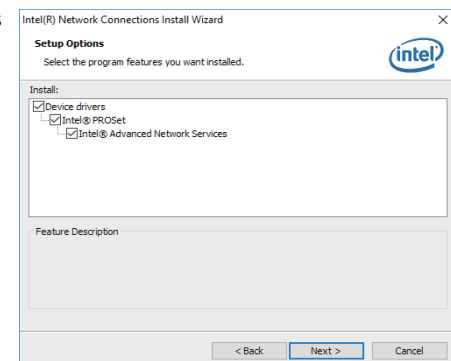 Intel(R) Network Connections Install Wizard
Setup Options
Select the program features you want installed.
intel
Install:
Device drivers
Intel® PROSet
Intel® Advanced Network Services
Feature Description
< Back Next > Cancel